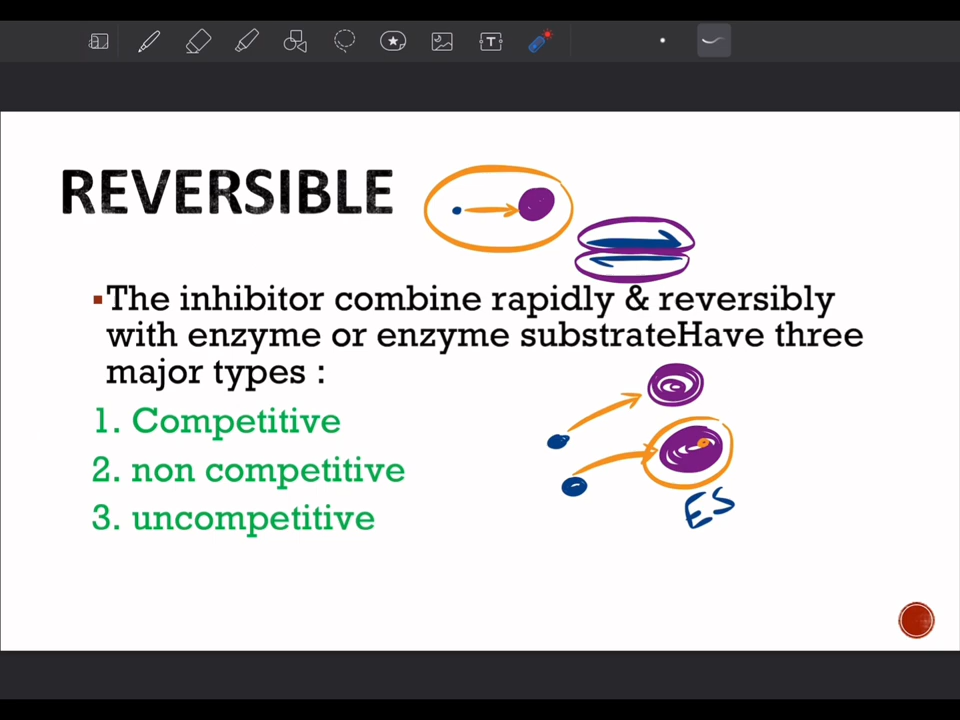 REVERSIBLE
▪The inhibitor combine rapidly & reversibly
with enzyme or enzyme substrateHave three
major types :
1. Competitive
2. non competitive
3. uncompetitive
ES